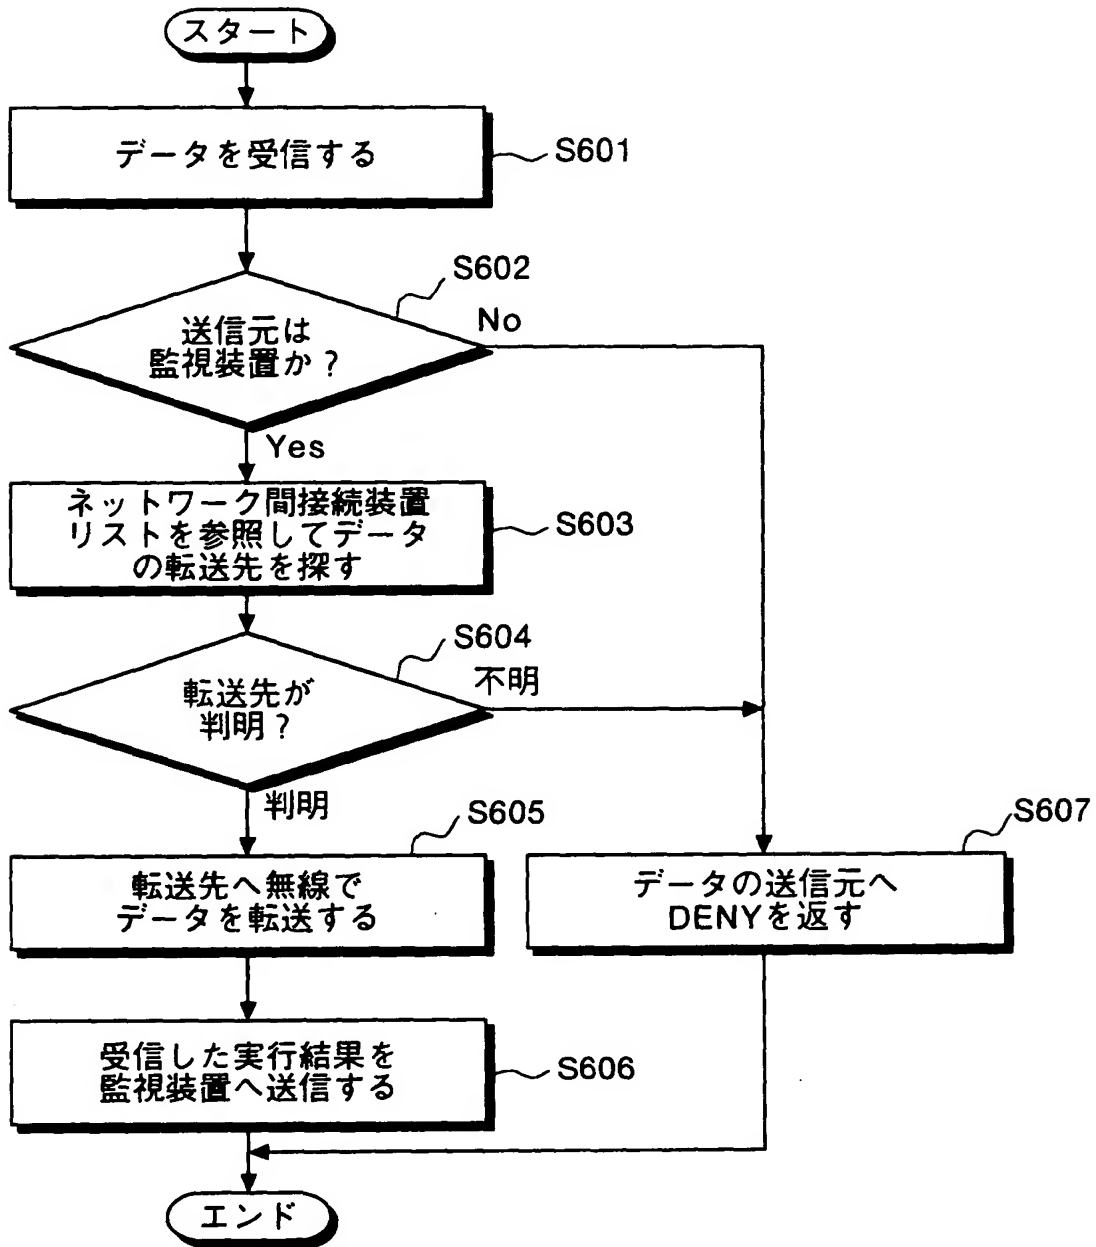 スタート
データを受信する
S601
S602
送信元は
監視装置か?
No
Yes
ネットワーク間接続装置
リストを参照してデータ
の転送先を探す
S603
S604
転送先が
判明?
不明
判明
S605
転送先へ無線で
データを転送する
S607
データの送信元へ
DENYを返す
受信した実行結果を
監視装置へ送信する
S606
エンド